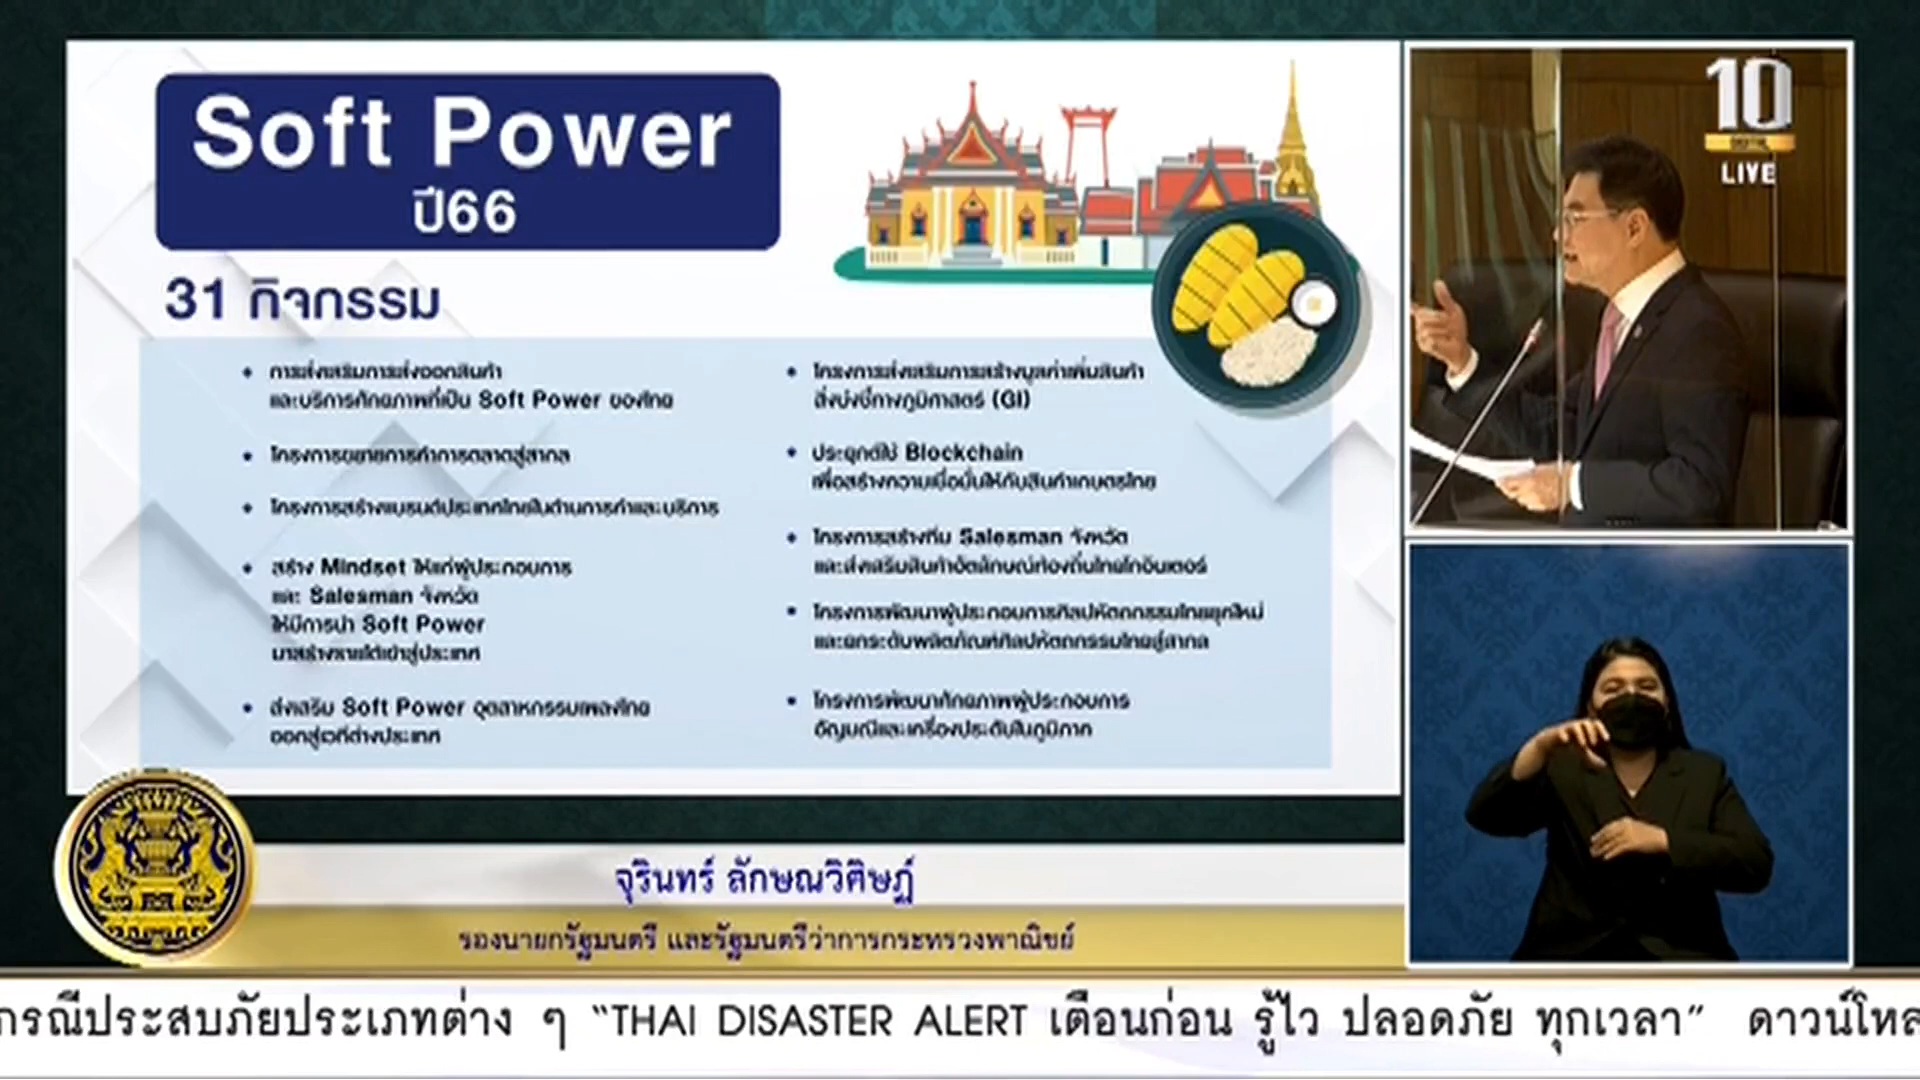 Soft Power
ปี66
31 กิจกรรม
• การส่งเสริมการส่งออกสินค้า
และบริการศักยภาพที่เป็น Soft Power ของไทย
• โครงการขยายการค้าการตลาดสู่สากล
• โครงการสร้างแบรนด์ประเทศไทยในด้านการค้าและบริการ
• สร้าง Mindset ให้แก่ผู้ประกอบการ
และ Salesman จังหวัด
ให้มีการนำ Soft Power
มาสร้างรายได้เข้าสู่ประเทศ
• ส่งเสริม Soft Power อุตสาหกรรมเพลงไทย
ออกสู่เวทีต่างประเทศ
• โครงการส่งเสริมการสร้างมูลค่าเพิ่มสินค้า
สิ่งบ่งชี้ทางภูมิศาสตร์ (GI)
• ประยุกต์ใช้ Blockchain
เพื่อสร้างความเชื่อมั่นให้กับสินค้าเกษตรไทย
• โครงการสร้างทีม Salesman จังหวัด
และส่งเสริมสินค้าอัตลักษณ์ท้องถิ่นไทยโกอินเตอร์
• โครงการพัฒนาผู้ประกอบการศิลปหัตถกรรมไทยยุคใหม่
และยกระดับผลิตภัณฑ์ศิลปหัตถกรรมไทยสู่สากล
• โครงการพัฒนาศักยภาพผู้ประกอบการ
อัญมณีและเครื่องประดับในภูมิภาค
10
DIGITAL
LIVE
จุรินทร์ ลักษณวิศิษฏ์
รองนายกรัฐมนตรี และรัฐมนตรีว่าการกระทรวงพาณิชย์
กรณีประสบภัยประเภทต่าง ๆ “THAI DISASTER ALERT เตือนก่อน รู้ไว ปลอดภัย ทุกเวลา” ดาวน์โหล